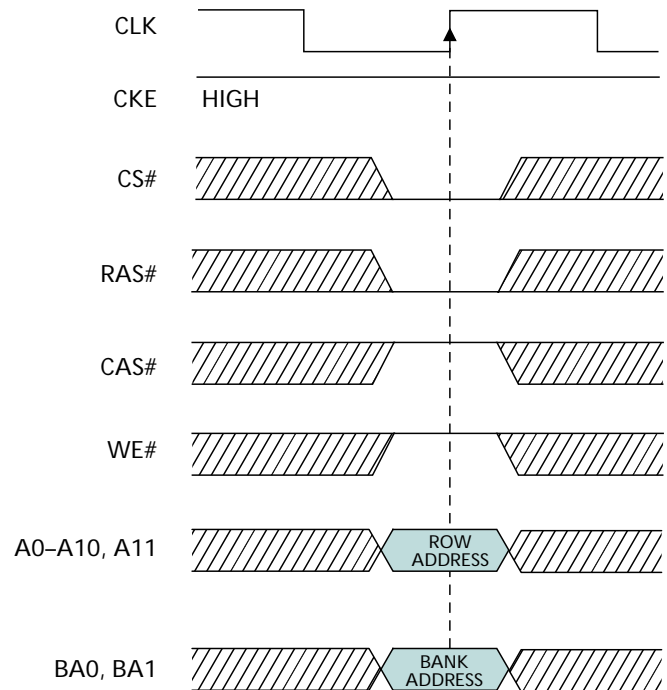 CLK
CKE HIGH
CS#
RAS#
CAS#
WE#
A0–A10, A11 ROW
ADDRESS
BA0, BA1 BANK
ADDRESS